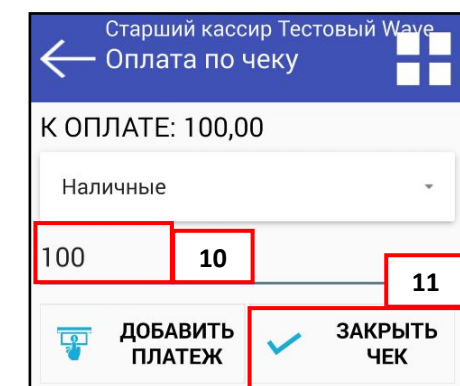 Старший кассир Тестовый Wave
Оплата по чеку
К ОПЛАТЕ: 100,00
Наличные
100
10
11
ДОБАВИТЬ
ПЛАТЕЖ
ЗАКРЫТЬ
ЧЕК